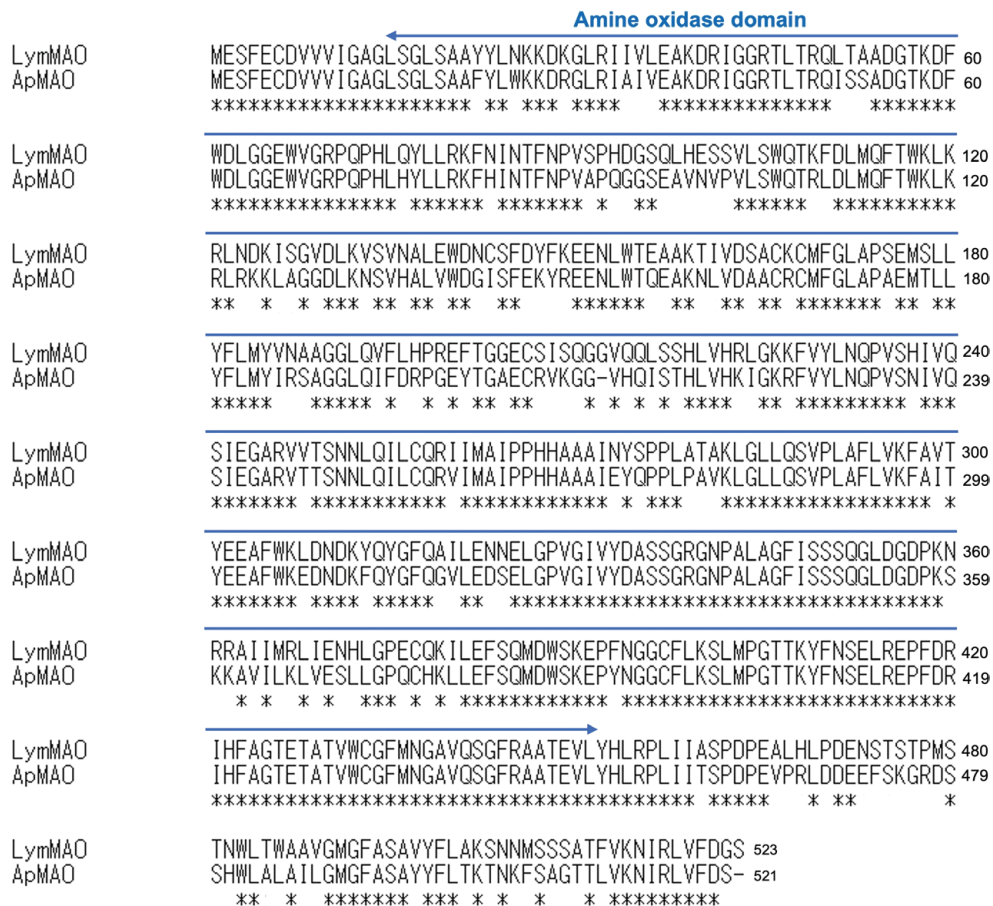 Amine oxidase domain
LymMAO MESFECDVVVIGAGLSGLSAAYYLNKKDKGLRIIVLEAKDRIGGRTLTRQLTAADGTKDF 60
ApMAO MESFECDVVVIGAGLSGLSAAFYLWKKDRGLRIAIVEAKDRIGGRTLTRQISSADGTKDF 60
********************* ** *** ****   **************   *******
LymMAO WDLGGEWVGRPQPHLQYLLRKFNINTFNPVSPHDGSQLHESSVLSWQTKFDLMQFTWKLK 120
ApMAO WDLGGEWVGRPQPHLHYLLRKFHINTFNPVAPQGGSEAVNVPVLSWQTRLDLMQFTWKLK 120
*************** ****** ******* *  **      ******  **********
LymMAO RLNDKISGVDLKVSVNALEWDNCSFDYFKEENLWTEAAKTIVDSACKCMFGLAPSEMSLL 180
ApMAO RLRKKLAGGDLKNSVHALVWDGISFEKYREENLWTQEAKNLVDAACRCMFGLAPAEMTLL 180
**  *  * *** ** ** **  **    ******  **  ** ** ******* ** **
LymMAO YFLMYVNAAGGLQVFLHPREFTGGECSISQGGVQQLSSHLVHRLGKKFVYLNQPVSHIVQ 240
ApMAO YFLMYIRSAGGLQIFDRPGEYTGAECRVKGG-VHQISTHLVHKIGKRFVYLNQPVSNIVQ 239
*****   ***** *  * * ** **    * * * * ****  ** ********* ***
LymMAO SIEGARVVTSNNLQILCQRIIMAIPPHHAAAINYSPPLATAKLGLLQSVPLAFLVKFAVT 300
ApMAO SIEGARVTTSNNLQILCQRVIMAIPPHHAAAIEYQPPLPAVKLGLLQSVPLAFLVKFAIT 299
******* *********** ************ * ***   ***************** *
LymMAO YEEAFWKLDNDKYQYGFQAILENNELGPVGIVYDASSGRGNPALAGFISSSQGLDGDPKN 360
ApMAO YEEAFWKEDNDKFQYGFQGVLEDSELGPVGIVYDASSGRGNPALAGFISSSQGLDGDPKS 359
******* **** *****  **  ***********************************
LymMAO RRAIIMRLIENHLGPECQKILEFSQMDWSKEPFNGGCFLKSLMPGTTKYFNSELREPFDR 420
ApMAO KKAVILKLVESLLGPQCHKLLEFSQMDWSKEPYNGGCFLKSLMPGTTKYFNSELREPFDR 419
* *  * *  *** * * ************ ***************************
LymMAO IHFAGTETATVWCGFMNGAVQSGFRAATEVLYHLRPLIIASPDPEALHLPDENSTSTPMS 480
ApMAO IHFAGTETATVWCGFMNGAVQSGFRAATEVLYHLRPLIITSPDPEVPRLDDEEFSKGRDS 479
*************************************** *****   * **       *
LymMAO TNWLTWAAVGMGFASAVYFLAKSNNMSSSATFVKNIRLVFDGS 523
ApMAO SHWLALAILGMGFASAYYFLTKTNKFSAGTTLVKNIRLVFDS- 521
**  *  ******* *** * *  *   * *********